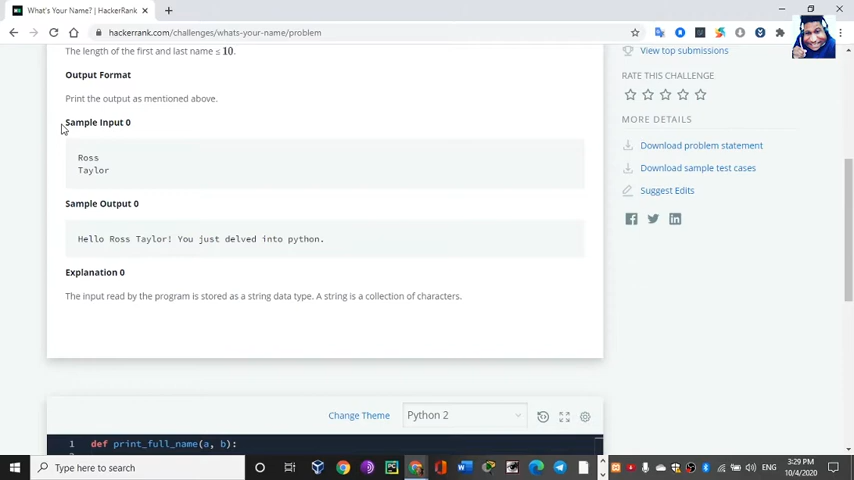 What's Your Name? | HackerRank
hackerrank.com/challenges/whats-your-name/problem
The length of the first and last name ≤ 10.
Output Format
Print the output as mentioned above.
Sample Input 0
Ross
Taylor
Sample Output 0
Hello Ross Taylor! You just delved into python.
Explanation 0
The input read by the program is stored as a string data type. A string is a collection of characters.
View top submissions
RATE THIS CHALLENGE
MORE DETAILS
Download problem statement
Download sample test cases
Suggest Edits
Change Theme
Python 2
1 def print_full_name(a, b):
Type here to search
ENG
3:29 PM
10/4/2020